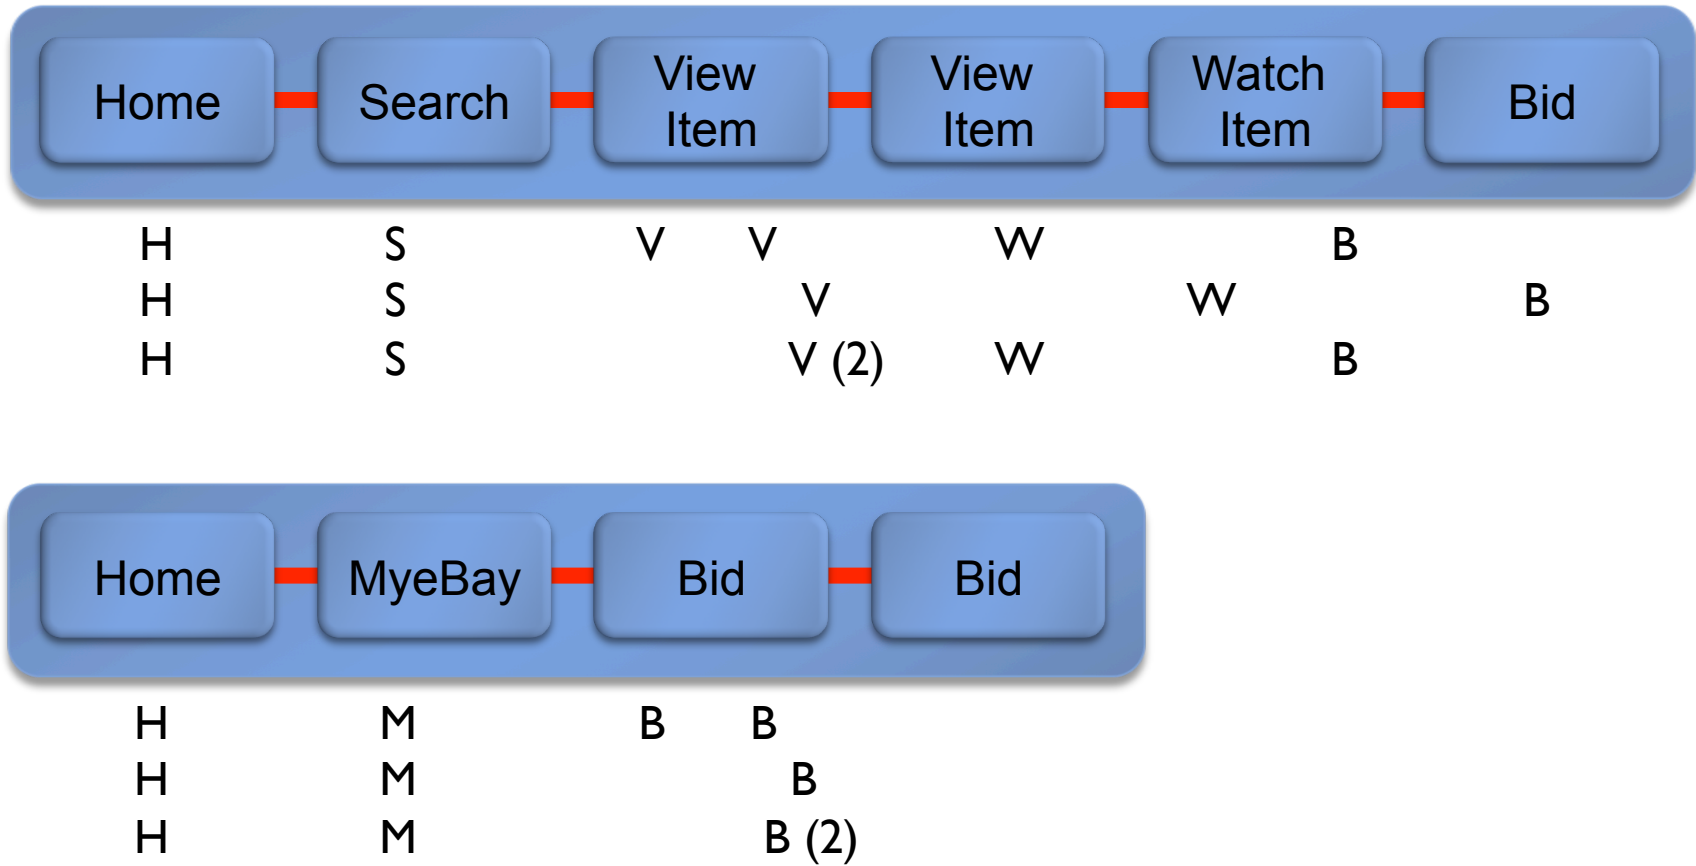 Home Search View Item View Item Watch Item Bid
H S V V W B
H S V W B
H S V (2) W B
Home MyeBay Bid Bid
H M B B
H M B
H M B (2)